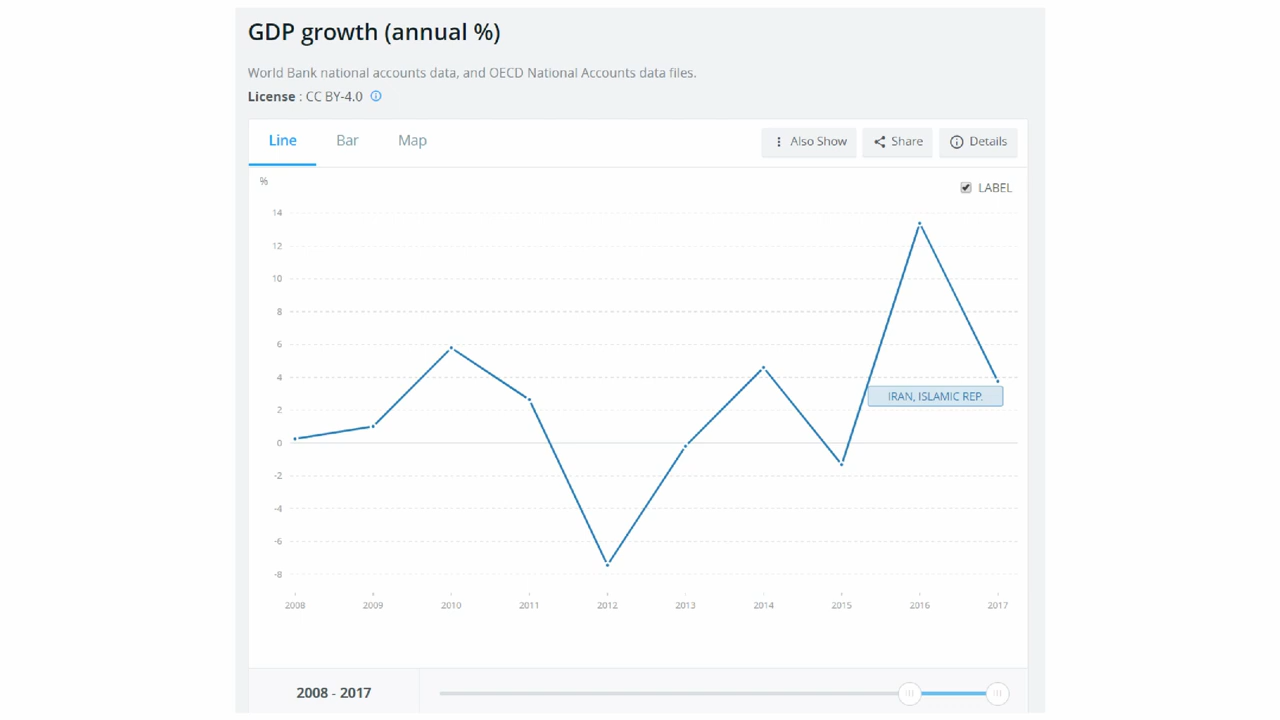 GDP growth (annual %)
World Bank national accounts data, and OECD National Accounts data files.
License : CC BY-4.0
Line Bar Map Also Show Share Details
%
LABEL
14
12
10
8
6
4
IRAN, ISLAMIC REP.
2
0
-2
-4
-6
-8
2008 2009 2010 2011 2012 2013 2014 2015 2016 2017
2008 - 2017